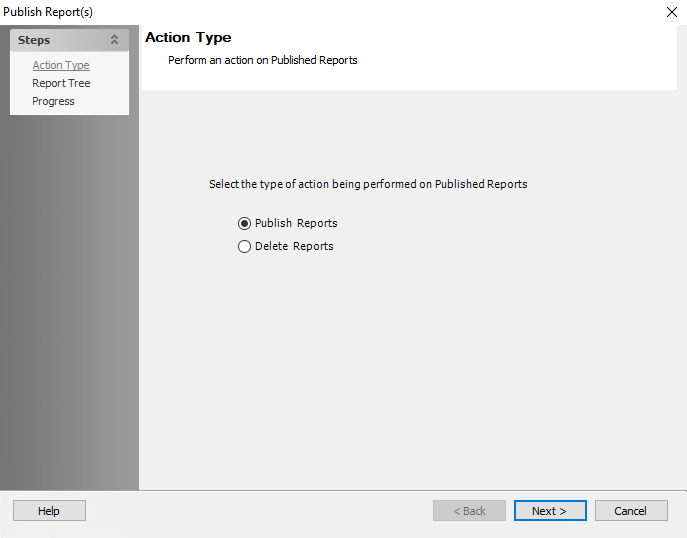 Publish Report(s)
Steps
Action Type
Report Tree
Progress
Action Type
Perform an action on Published Reports
Select the type of action being performed on Published Reports
Publish Reports
Delete Reports
Help
< Back
Next >
Cancel